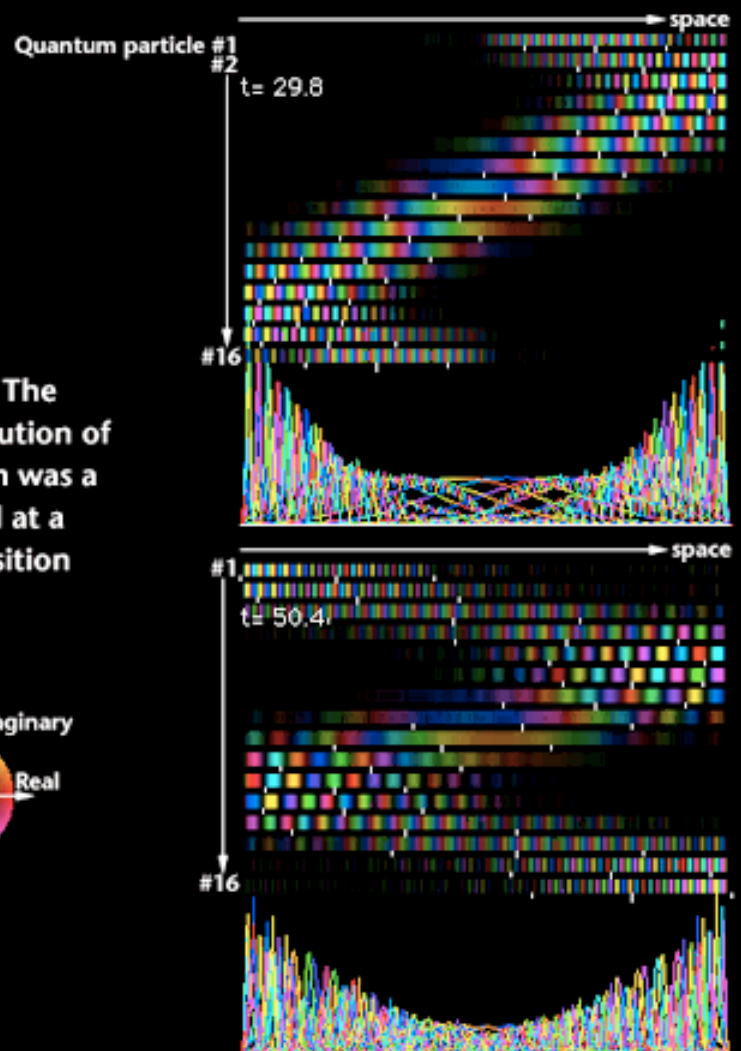 space
Quantum particle #1
#2
t= 29.8
#16
The
ution of
was a
at a
sition
space
#1
t= 50.4
aginary
Real
#16